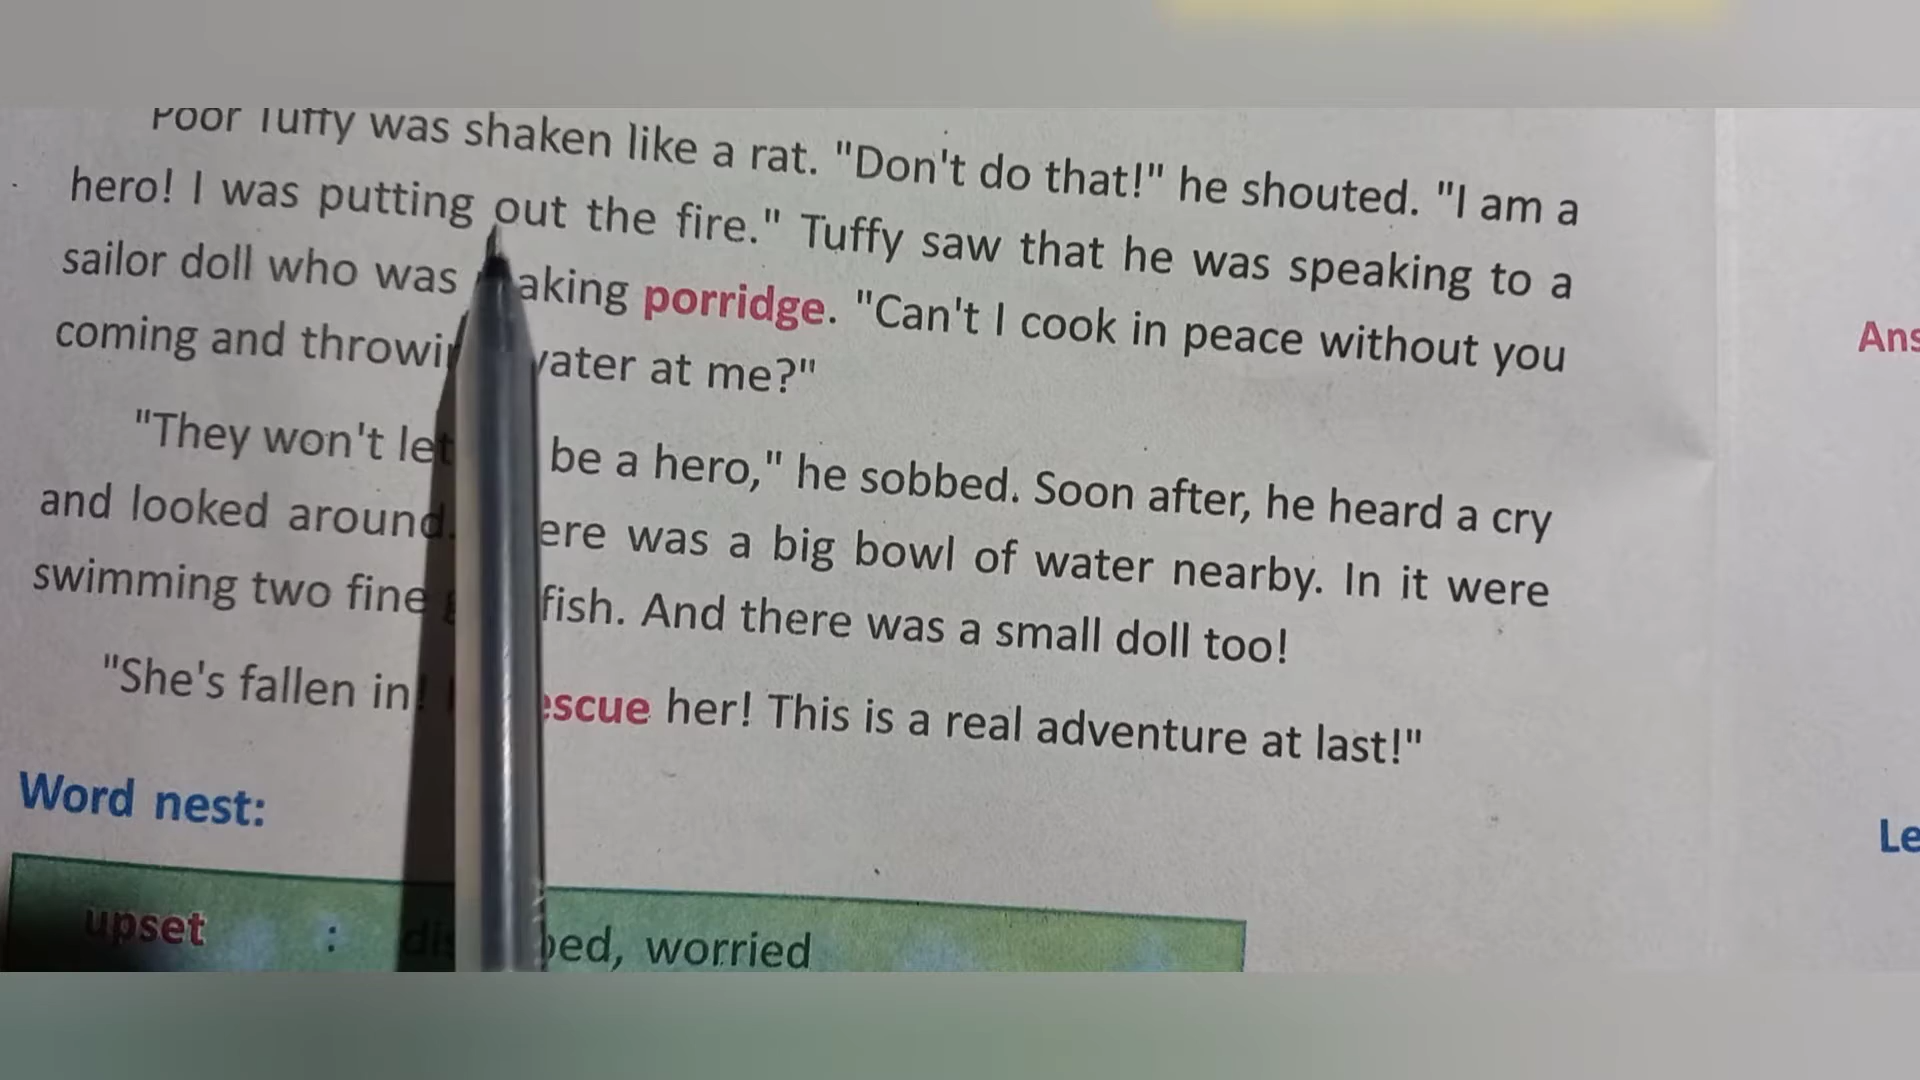 Poor Tuffy was shaken like a rat. "Don't do that!" he shouted. "I am a
hero! I was putting out the fire." Tuffy saw that he was speaking to a
sailor doll who was aking porridge. "Can't I cook in peace without you
coming and throwi water at me?"
"They won't let be a hero," he sobbed. Soon after, he heard a cry
and looked around. ere was a big bowl of water nearby. In it were
swimming two fine fish. And there was a small doll too!
"She's fallen in! escue her! This is a real adventure at last!"
Word nest:
upset : dis bed, worried
Ans
Le